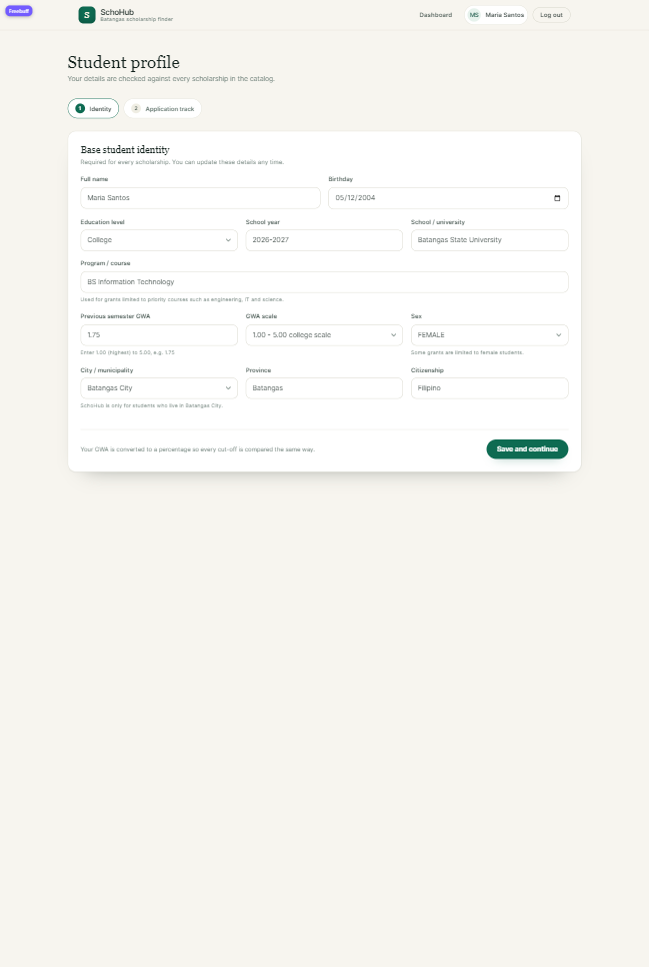 SchoHub
Batangas scholarship finder
Dashboard
MS
Maria Santos
Log out
S
Student profile
Your details are checked against every scholarship in the catalog.
1 Identity
2 Application track
Base student identity
Required for every scholarship. You can update these details any time.
Full name
Birthday
Maria Santos
05/12/2004
Education level
School year
School / university
College
2026-2027
Batangas State University
Program / course
BS Information Technology
Used for grants limited to priority courses such as engineering, IT and science.
Previous semester GWA
GWA scale
Sex
1.75
1.00 - 5.00 college scale
FEMALE
Enter 1.00 (highest) to 5.00, e.g. 1.75
Some grants are limited to female students.
City / municipality
Province
Citizenship
Batangas City
Batangas
Filipino
SchoHub is only for students who live in Batangas City.
Your GWA is converted to a percentage so every cut-off is compared the same way.
Save and continue